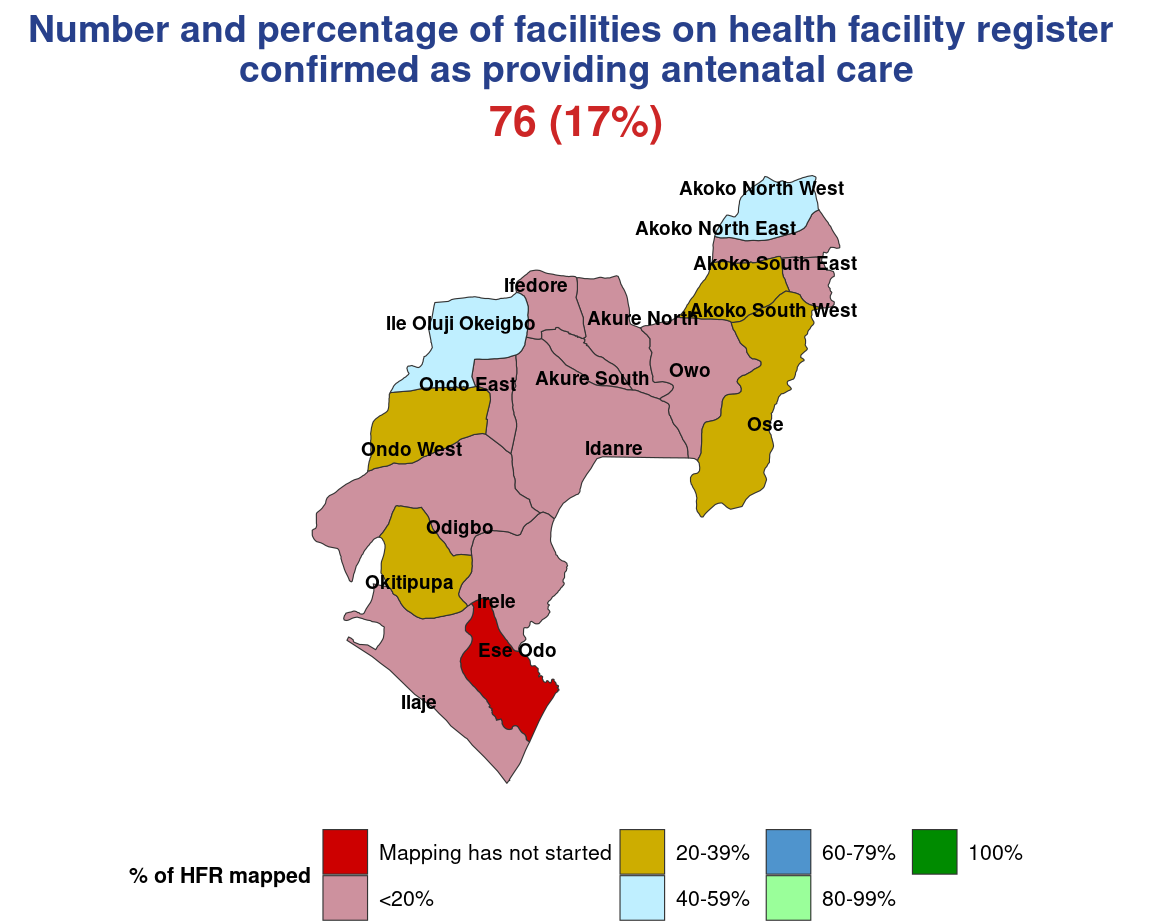 Number and percentage of facilities on health facility register
confirmed as providing antenatal care
76 (17%)
Akoko North West
Akoko North East
Akoko South East
Ifedore
Akoko South West
Akure North
Ile Oluji Okeigbo
Owo
Akure South
Ondo East
Ose
Idanre
Ondo West
Odigbo
Okitipupa
Irele
Ese Odo
Ilaje
% of HFR mapped
Mapping has not started
<20%
20-39%
40-59%
60-79%
80-99%
100%